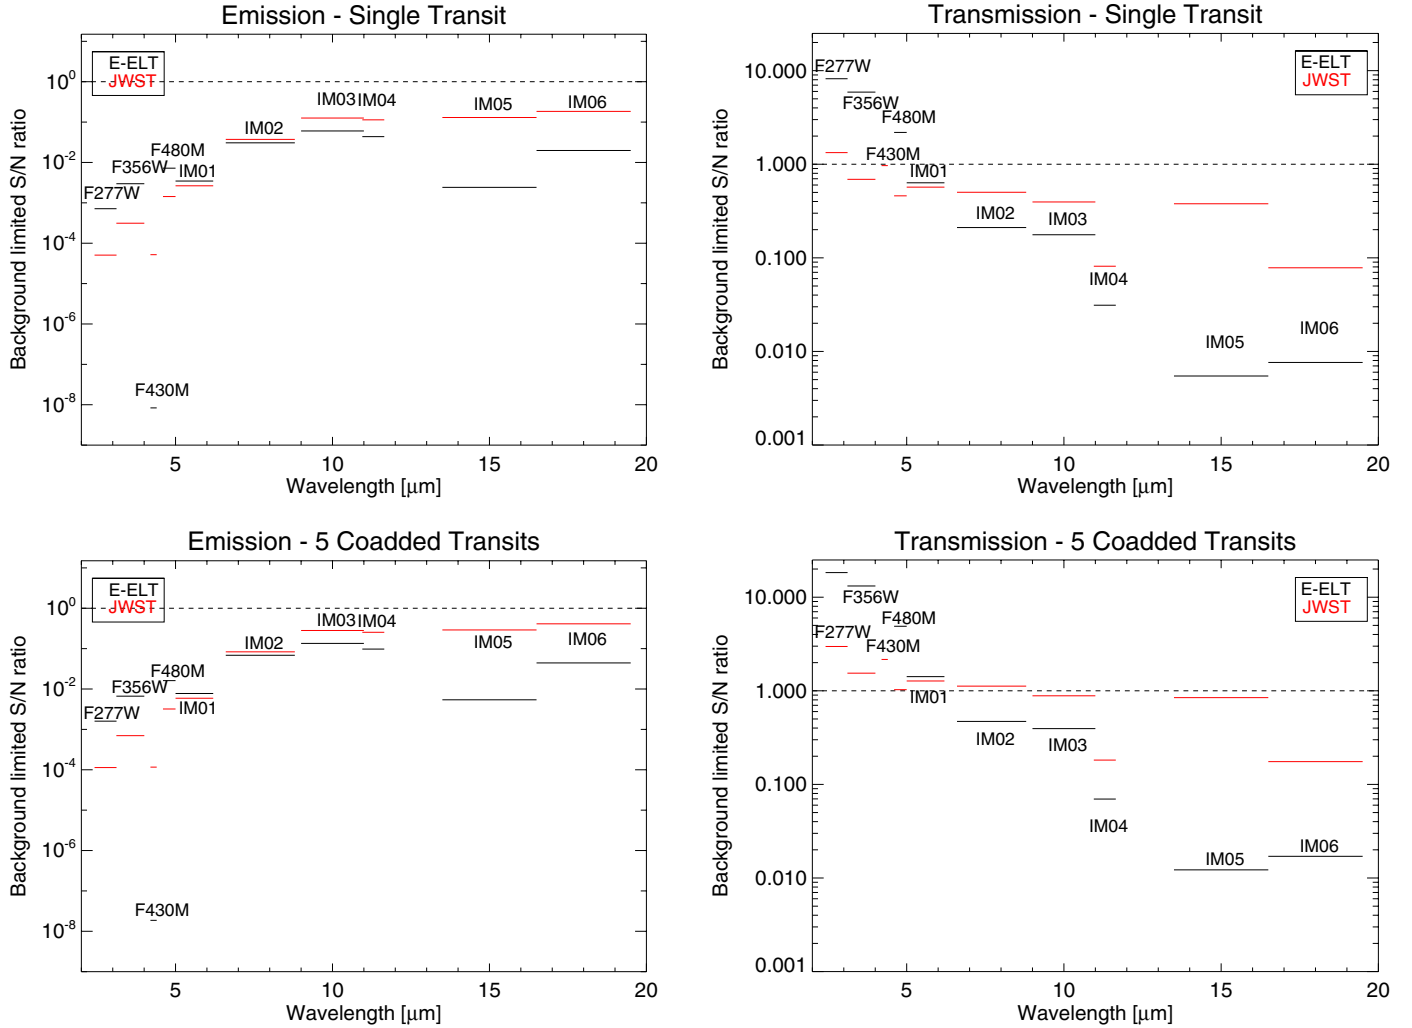 Emission - Single Transit
Background limited S/N ratio
10^0
10^-2
10^-4
10^-6
10^-8
E-ELT
JWST
F277W
F356W
F480M
F430M
IM01
IM02
IM03
IM04
IM05
IM06
5
10
15
20
Wavelength [μm]
Transmission - Single Transit
Background limited S/N ratio
10.000
1.000
0.100
0.010
0.001
E-ELT
JWST
F277W
F356W
F480M
F430M
IM01
IM02
IM03
IM04
IM05
IM06
5
10
15
20
Wavelength [μm]
Emission - 5 Coadded Transits
Background limited S/N ratio
10^0
10^-2
10^-4
10^-6
10^-8
E-ELT
JWST
F277W
F356W
F480M
F430M
IM01
IM02
IM03
IM04
IM05
IM06
5
10
15
20
Wavelength [μm]
Transmission - 5 Coadded Transits
Background limited S/N ratio
10.000
1.000
0.100
0.010
0.001
E-ELT
JWST
F356W
F480M
F277W
F430M
IM01
IM02
IM03
IM04
IM05
IM06
5
10
15
20
Wavelength [μm]